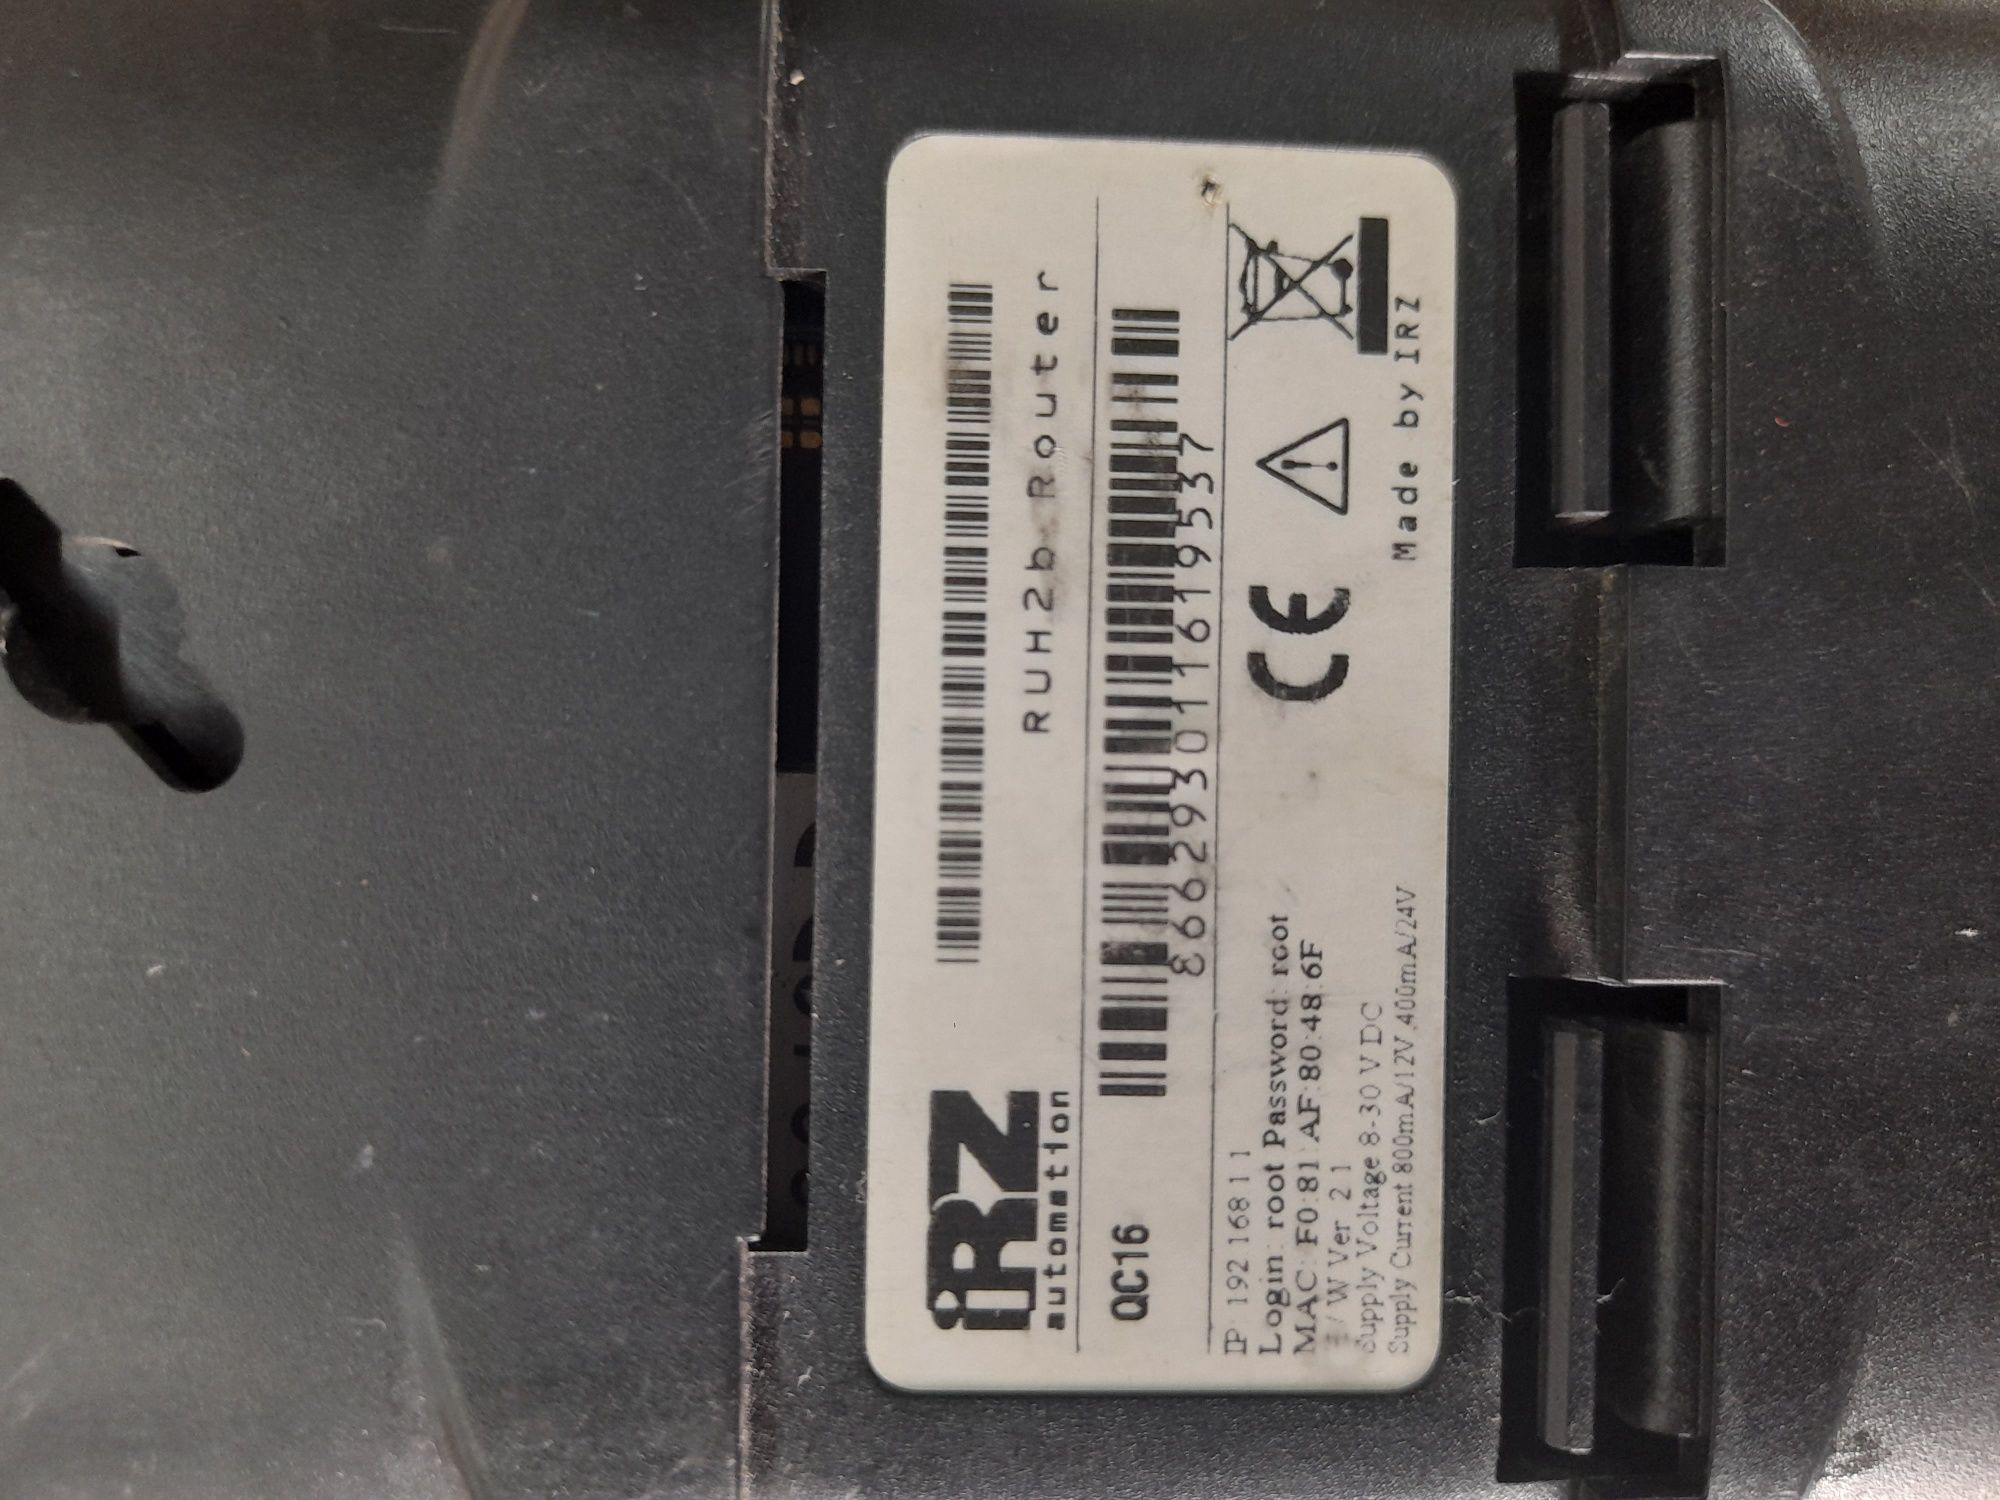 iRZ
automation
RUH2b Router
QC16
866293011619537
IP: 192.168.1.1
Login: root Password: root
MAC: F0:81:AF:80:48:6F
F/W Ver. 2.1
Supply Voltage 8-30 V DC
Supply Current 800mA/12V, 400mA/24V
CE
Made by IRZ